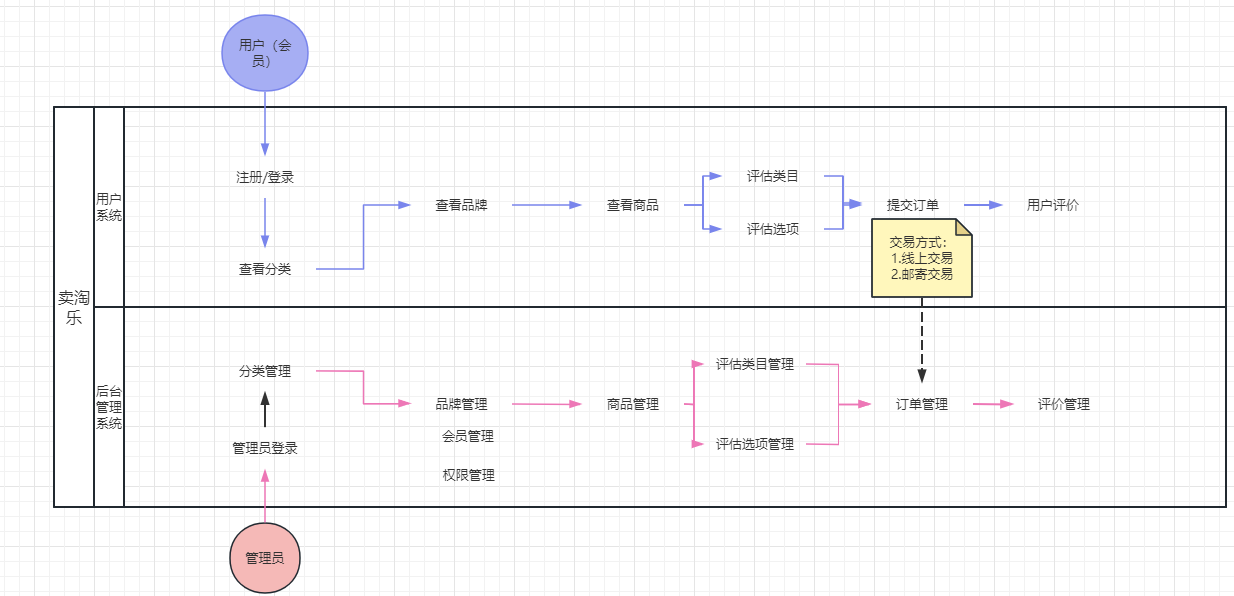 用户（会
员）
卖淘
乐
用户
系统
注册/登录
查看分类
查看品牌
查看商品
评估类目
评估选项
提交订单
用户评价
交易方式：
1.线上交易
2.邮寄交易
后台
管理
系统
分类管理
管理员登录
品牌管理
会员管理
权限管理
商品管理
评估类目管理
评估选项管理
订单管理
评价管理
管理员